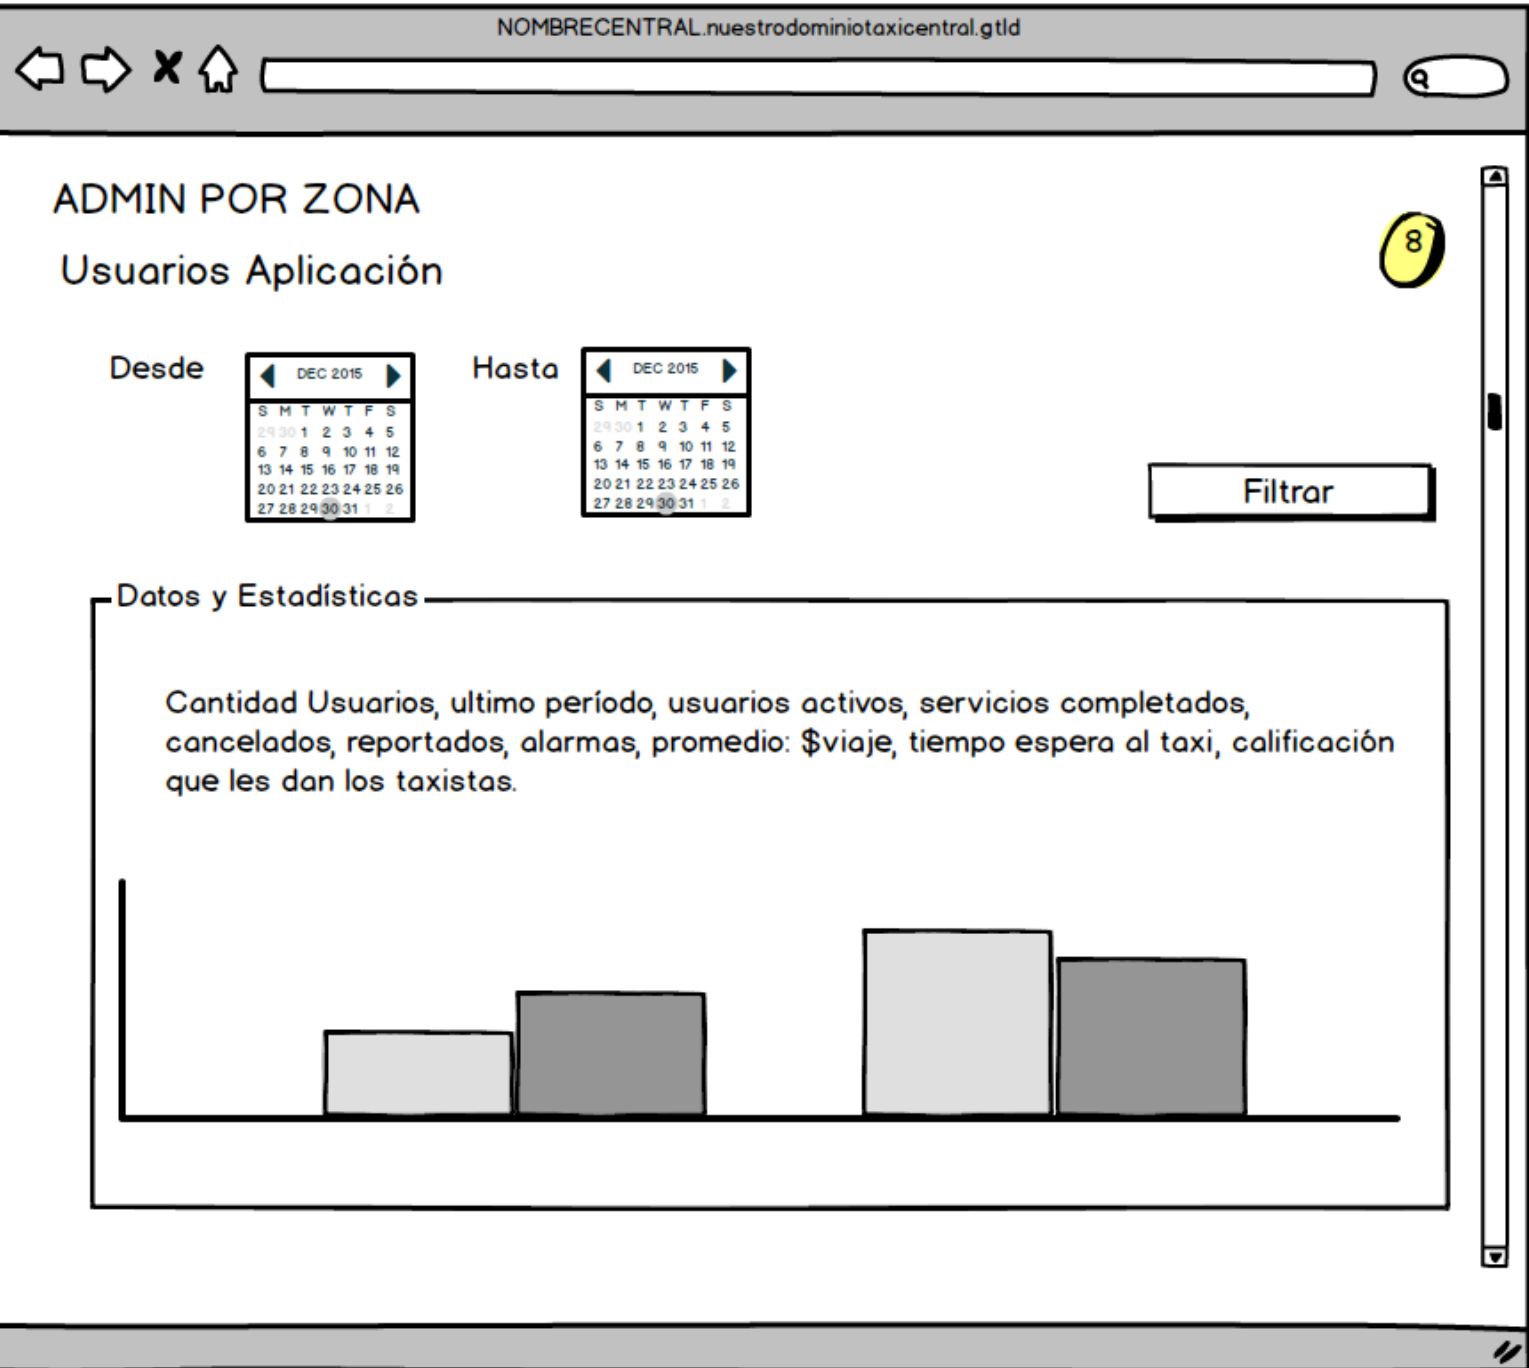 NOMBRECENTRAL.nuestrodominiotaxicentral.gtld
ADMIN POR ZONA
8
Usuarios Aplicación
Desde
DEC 2015
S M T W T F S
29 30 1 2 3 4 5
6 7 8 9 10 11 12
13 14 15 16 17 18 19
20 21 22 23 24 25 26
27 28 29 30 31 1 2
Hasta
DEC 2015
S M T W T F S
29 30 1 2 3 4 5
6 7 8 9 10 11 12
13 14 15 16 17 18 19
20 21 22 23 24 25 26
27 28 29 30 31 1 2
Filtrar
Datos y Estadísticas
Cantidad Usuarios, ultimo período, usuarios activos, servicios completados,
cancelados, reportados, alarmas, promedio: $viaje, tiempo espera al taxi, calificación
que les dan los taxistas.